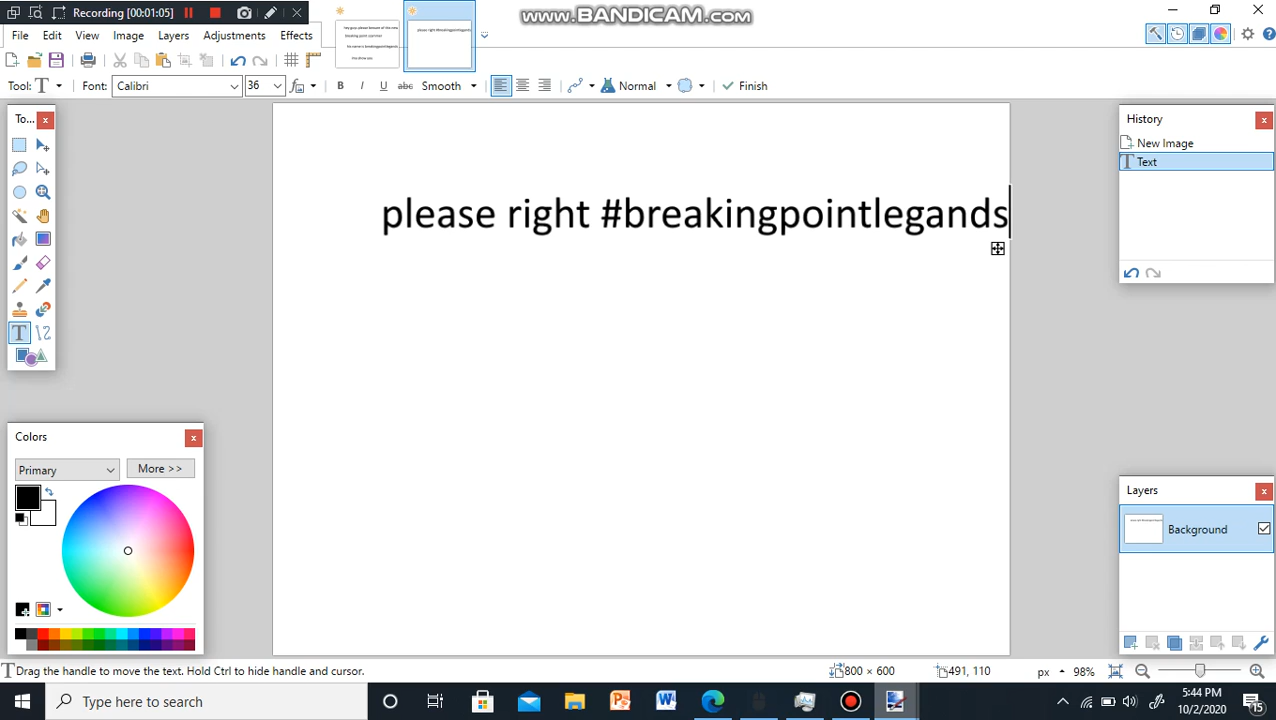 Recording [00:01:05]
www.BANDICAM.com
File Edit View Image Layers Adjustments Effects
Tool: T Font: Calibri 36 B I U abc Smooth Normal Finish
To...
History
New Image
Text
please right #breakingpointlegands
Colors
Primary More >>
Layers
Background
Drag the handle to move the text. Hold Ctrl to hide handle and cursor. 800 × 600 491, 110 px 98%
Type here to search
5:44 PM
10/2/2020
15